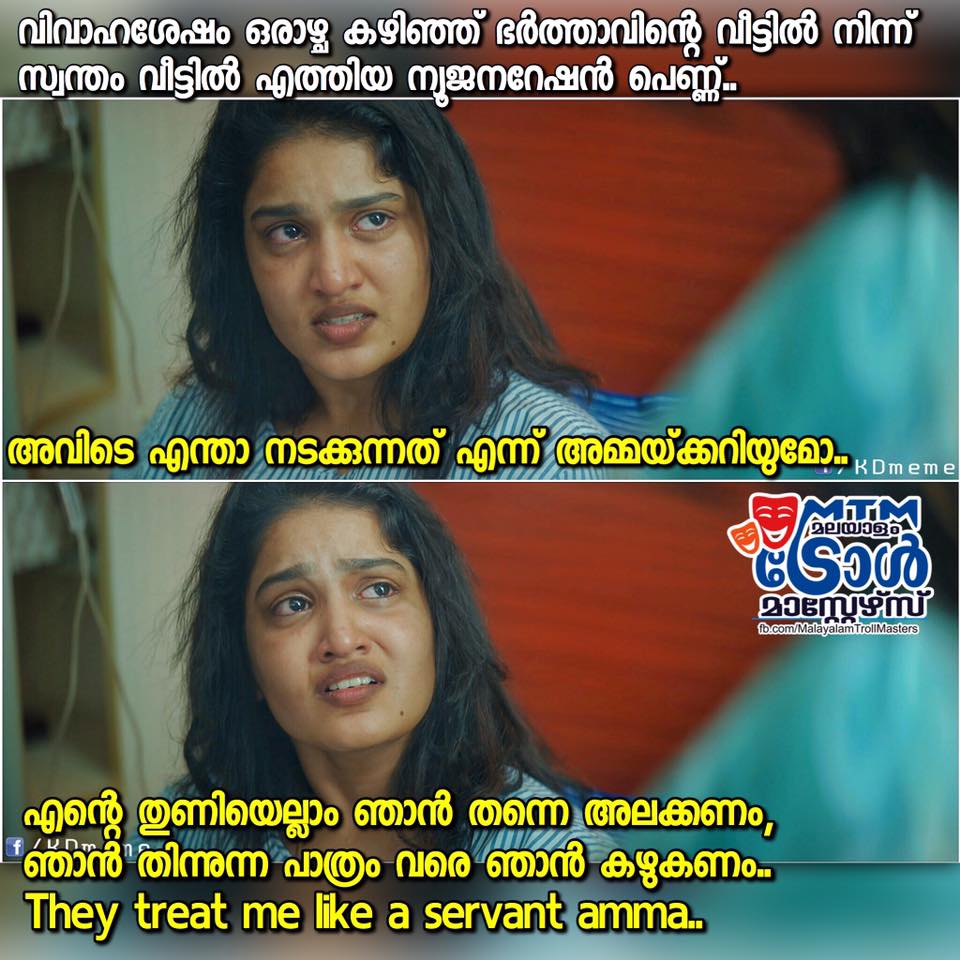 വിവാഹശേഷം ഒരാഴ്ച കഴിഞ്ഞ് ഭർത്താവിന്റെ വീട്ടിൽ നിന്ന്
സ്വന്തം വീട്ടിൽ എത്തിയ ന്യൂജനറേഷൻ പെണ്ണ്..
അവിടെ എന്താ നടക്കുന്നത് എന്ന് അമ്മയ്ക്കറിയുമോ..
f/KDmeme
MTM
മലയാളം
ട്രോൾ
മാസ്റ്റേഴ്സ്
fb.com/MalayalamTrollMasters
എന്റെ തുണിയെല്ലാം ഞാൻ തന്നെ അലക്കണം,
f/KDmeme
ഞാൻ തിന്നുന്ന പാത്രം വരെ ഞാൻ കഴുകണം..
They treat me like a servant amma..